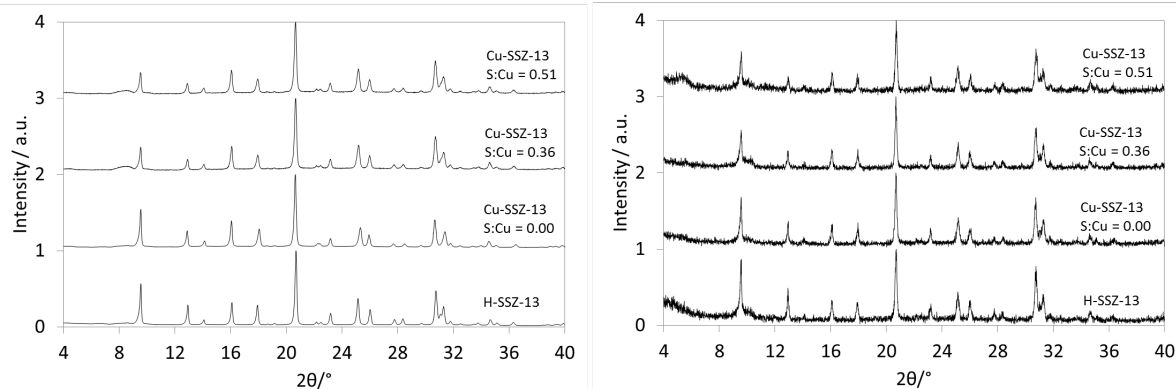 4
Cu-SSZ-13
S:Cu = 0.51
3
Cu-SSZ-13
S:Cu = 0.36
2
Cu-SSZ-13
S:Cu = 0.00
1
H-SSZ-13
0
4 8 12 16 20 24 28 32 36 40
2θ/°
Intensity / a.u.
4
Cu-SSZ-13
S:Cu = 0.51
3
Cu-SSZ-13
S:Cu = 0.36
2
Cu-SSZ-13
S:Cu = 0.00
1
H-SSZ-13
0
4 8 12 16 20 24 28 32 36 40
2θ/°
Intensity / a.u.